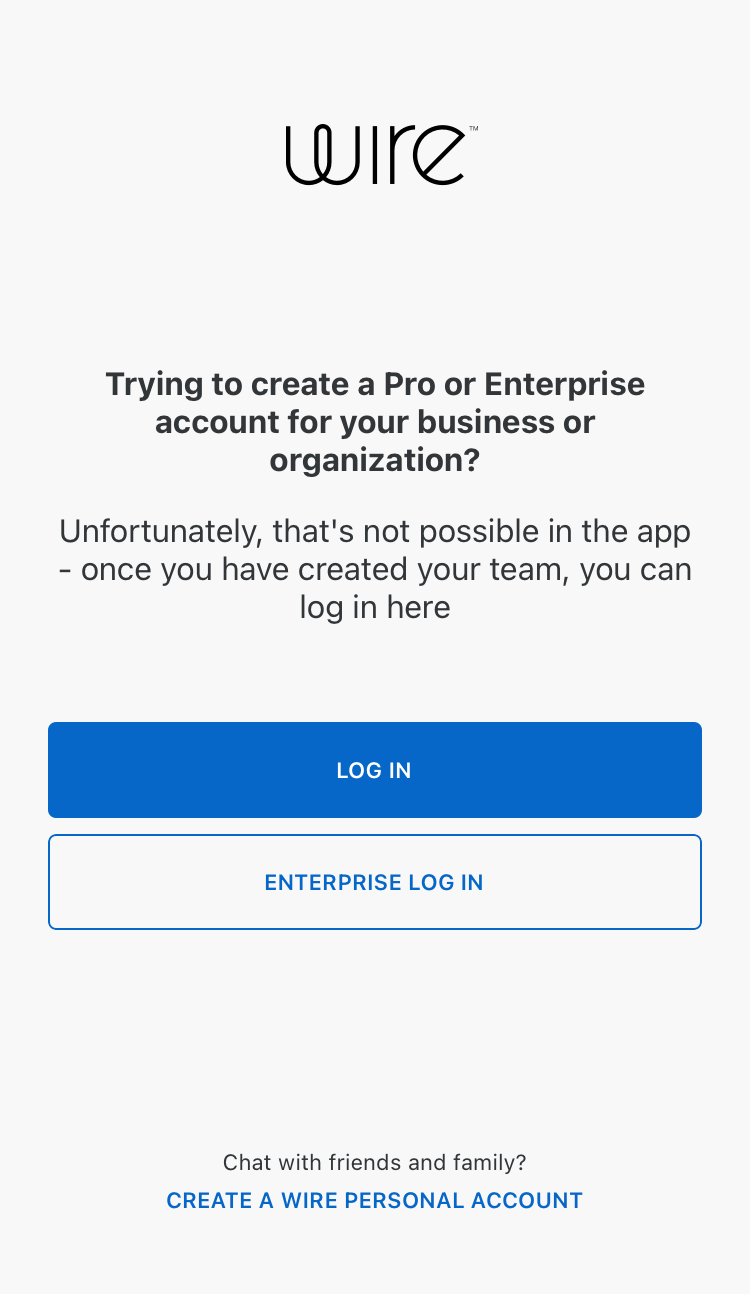 wire™
Trying to create a Pro or Enterprise
account for your business or
organization?
Unfortunately, that's not possible in the app
- once you have created your team, you can
log in here
LOG IN
ENTERPRISE LOG IN
Chat with friends and family?
CREATE A WIRE PERSONAL ACCOUNT